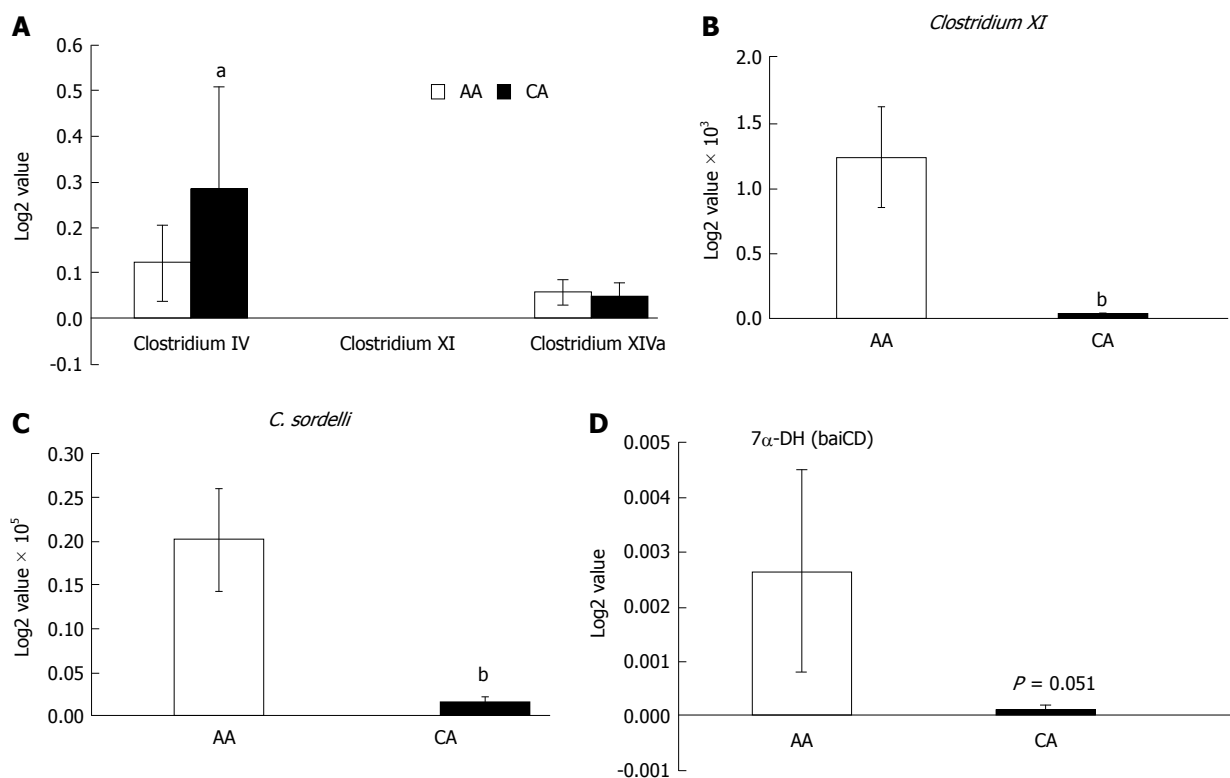 A
0.6
0.5
0.4
0.3
0.2
0.1
0.0
-0.1
Log2 value
a
AA CA
Clostridium IV Clostridium XI Clostridium XIVa
B
Clostridium XI
2.0
1.5
1.0
0.5
0.0
Log2 value × 10³
b
AA CA
C
C. sordelli
0.30
0.25
0.20
0.15
0.10
0.05
0.00
Log2 value × 10⁵
b
AA CA
D
7α-DH (baiCD)
0.005
0.004
0.003
0.002
0.001
0.000
-0.001
Log2 value
P = 0.051
AA CA